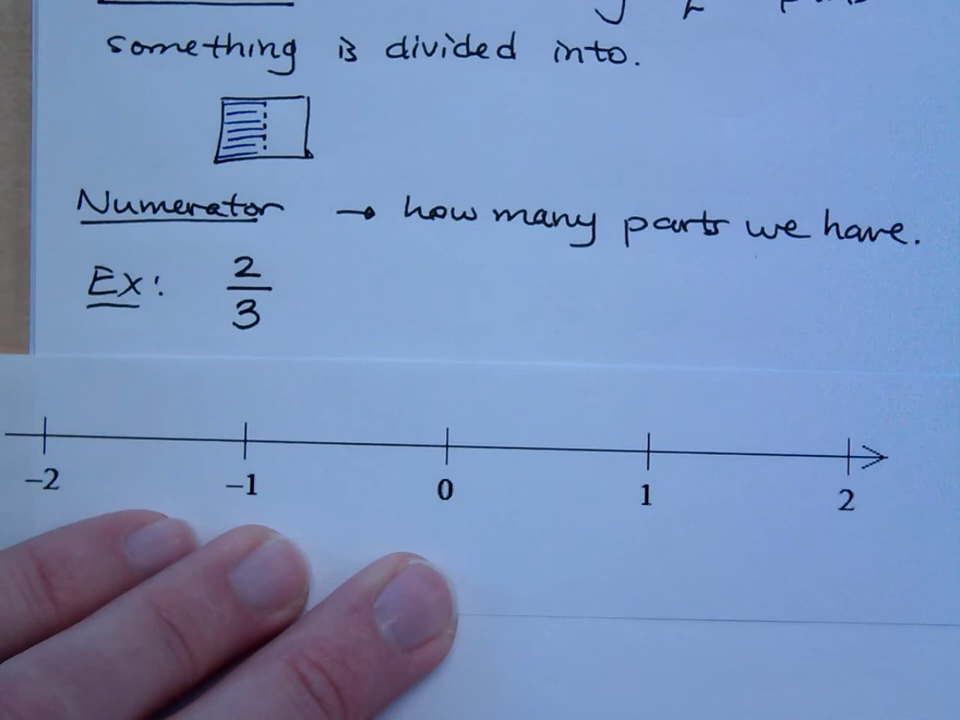 something is divided into.
Numerator → how many parts we have.
Ex: 2/3
–2 –1 0 1 2